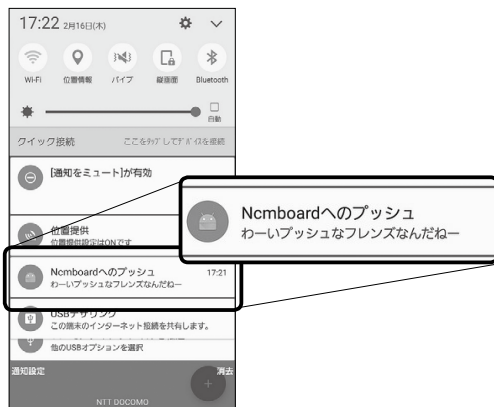 17:22 2月16日(木)
Wi-Fi 位置情報 バイブ 縦画面 Bluetooth
自動
クイック接続 ここをﾀｯﾌﾟしてﾃﾞﾊﾞｲｽを接続
[通知をミュート]が有効
位置提供
位置提供設定はONです
Ncmboardへのプッシュ 17:21
わーいプッシュなフレンズなんだねー
USBテザリング
この端末のインターネット接続を共有します。
他のUSBオプションを選択
通知設定 消去
NTT DOCOMO
Ncmboardへのプッシュ
わーいプッシュなフレンズなんだねー